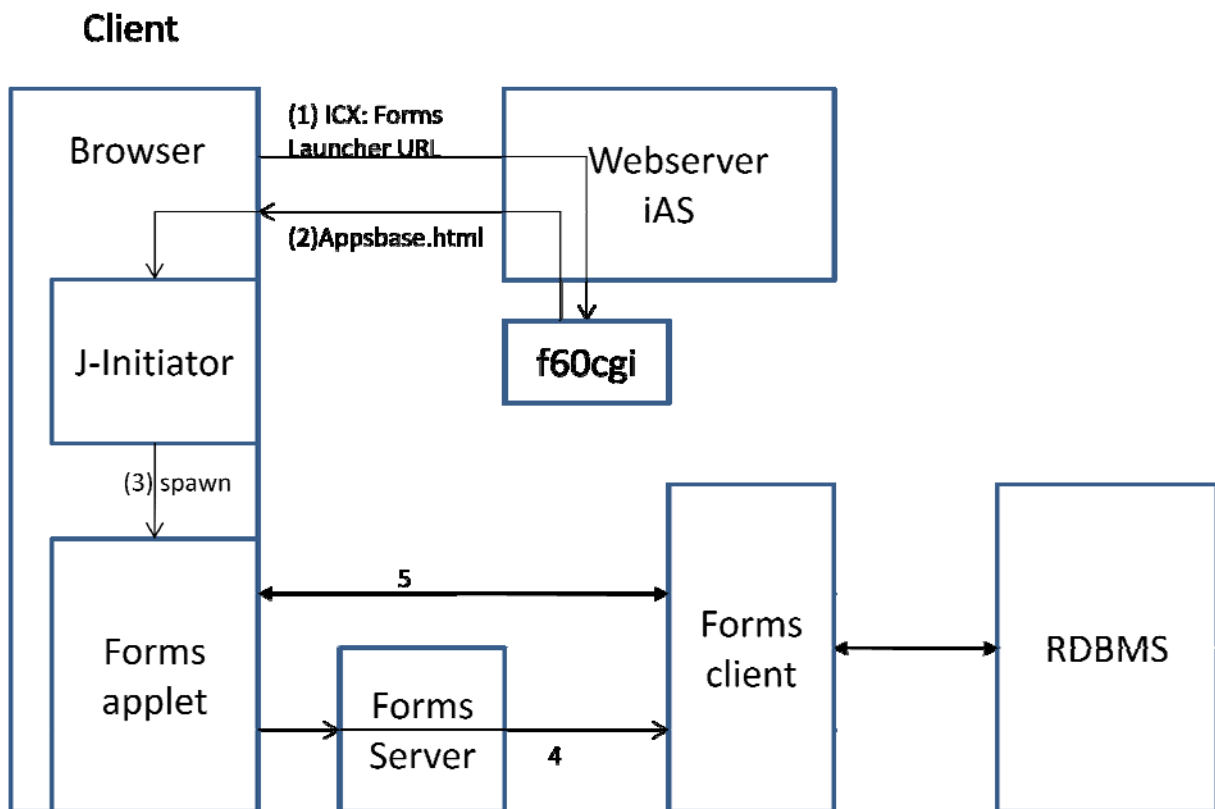 Client
Browser
(1) ICX: Forms
Launcher URL
Webserver
iAS
(2)Appsbase.html
f60cgi
J-Initiator
(3) spawn
Forms
applet
5
Forms
Server
4
Forms
client
RDBMS